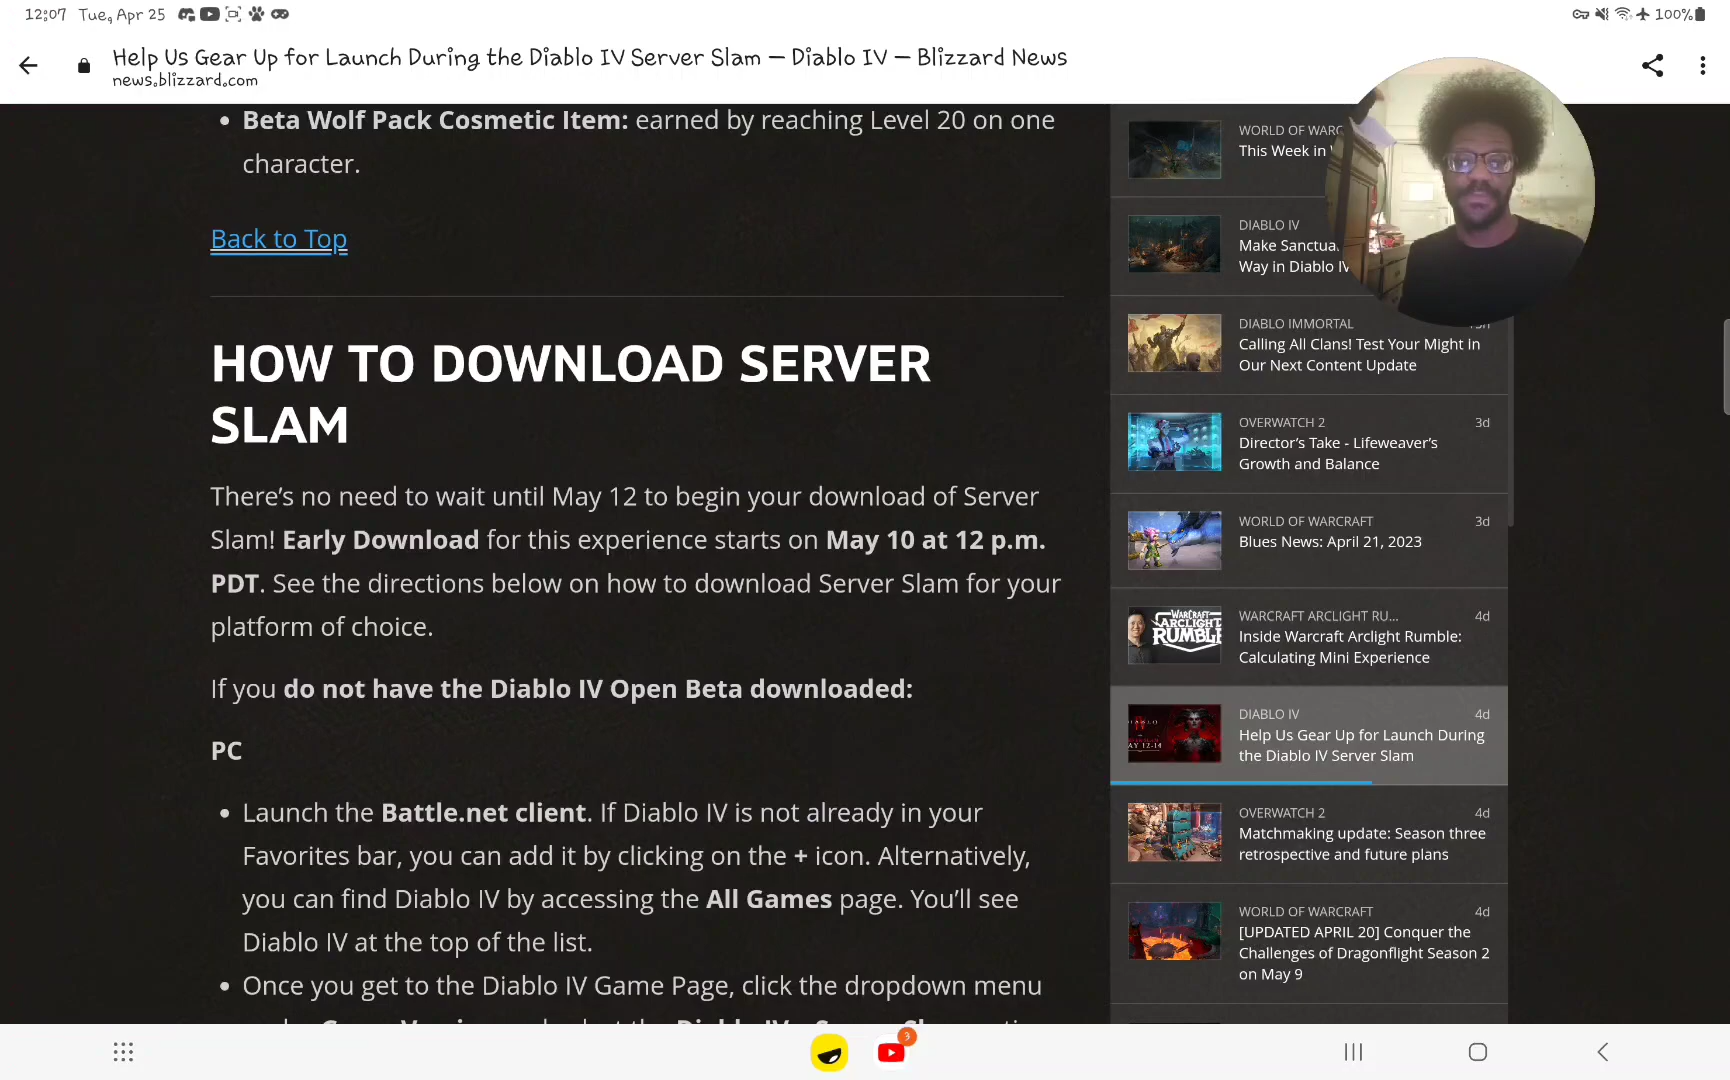 12:07 Tue, Apr 25
100%
Help Us Gear Up for Launch During the Diablo IV Server Slam — Diablo IV — Blizzard News
news.blizzard.com
• Beta Wolf Pack Cosmetic Item: earned by reaching Level 20 on one
character.
Back to Top
HOW TO DOWNLOAD SERVER
SLAM
There's no need to wait until May 12 to begin your download of Server
Slam! Early Download for this experience starts on May 10 at 12 p.m.
PDT. See the directions below on how to download Server Slam for your
platform of choice.
If you do not have the Diablo IV Open Beta downloaded:
PC
• Launch the Battle.net client. If Diablo IV is not already in your
Favorites bar, you can add it by clicking on the + icon. Alternatively,
you can find Diablo IV by accessing the All Games page. You'll see
Diablo IV at the top of the list.
• Once you get to the Diablo IV Game Page, click the dropdown menu
WORLD OF
This Week in
DIABLO IV
Make
Way in Diablo
DIABLO IMMORTAL
Calling All Clans! Test Your Might In
Our Next Content Update
OVERWATCH 2 3d
Director's Take - Lifeweaver's
Growth and Balance
WORLD OF WARCRAFT 3d
Blues News: April 21, 2023
WARCRAFT ARCLIGHT RU... 4d
Inside Warcraft Arclight Rumble:
Calculating Mini Experience
WARCRAFT
ARCLIGHT
RUMBLE
DIABLO IV 4d
Help Us Gear Up for Launch During
the Diablo IV Server Slam
OVERWATCH 2 4d
Matchmaking update: Season three
retrospective and future plans
WORLD OF WARCRAFT 4d
[UPDATED APRIL 20] Conquer the
Challenges of Dragonflight Season 2
on May 9
3